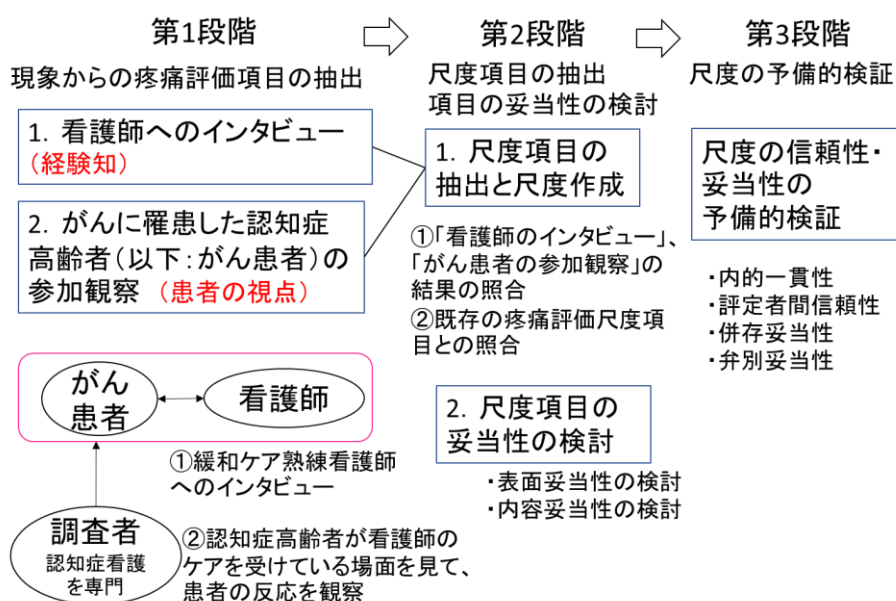 第1段階
現象からの疼痛評価項目の抽出
1. 看護師へのインタビュー
(経験知)
2. がんに罹患した認知症
高齢者(以下:がん患者)の
参加観察 (患者の視点)
がん
患者
看護師
①緩和ケア熟練看護師
へのインタビュー
調査者
認知症看護
を専門
②認知症高齢者が看護師の
ケアを受けている場面を見て、
患者の反応を観察
第2段階
尺度項目の抽出
項目の妥当性の検討
1. 尺度項目の
抽出と尺度作成
①「看護師のインタビュー」、
「がん患者の参加観察」の
結果の照合
②既存の疼痛評価尺度項
目との照合
2. 尺度項目の
妥当性の検討
・表面妥当性の検討
・内容妥当性の検討
第3段階
尺度の予備的検証
尺度の信頼性・
妥当性の
予備的検証
・内的一貫性
・評定者間信頼性
・併存妥当性
・弁別妥当性